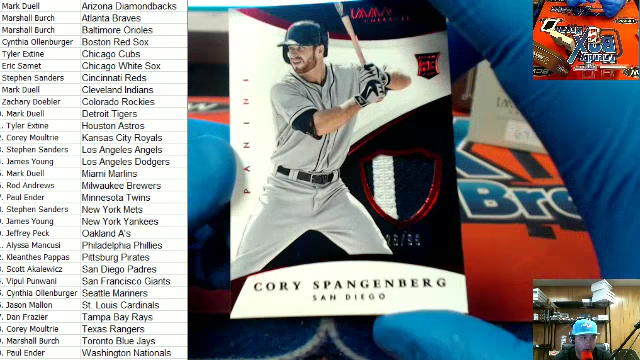 Mark Duell Arizona Diamondbacks
Marshall Burch Atlanta Braves
Marshall Burch Baltimore Orioles
Cynthia Ollenburger Boston Red Sox
Tyler Extine Chicago Cubs
Eric Samet Chicago White Sox
Stephen Sanders Cincinnati Reds
Mark Duell Cleveland Indians
Zachary Doebler Colorado Rockies
Mark Duell Detroit Tigers
Tyler Extine Houston Astros
Corey Moultrie Kansas City Royals
Stephen Sanders Los Angeles Angels
James Young Los Angeles Dodgers
Mark Duell Miami Marlins
Rod Andrews Milwaukee Brewers
Paul Ender Minnesota Twins
Stephen Sanders New York Mets
James Young New York Yankees
Jeffrey Peck Oakland A's
Alyssa Mancusi Philadelphia Phillies
Kleanthes Pappas Pittsburg Pirates
Scott Akalewicz San Diego Padres
Vipul Punwani San Francisco Giants
Cynthia Ollenburger Seattle Mariners
Jason Mallon St. Louis Cardinals
Dan Frazier Tampa Bay Rays
Corey Moultrie Texas Rangers
Marshall Burch Toronto Blue Jays
Paul Ender Washington Nationals
PANINI
CORY SPANGENBERG
SAN DIEGO
Bro